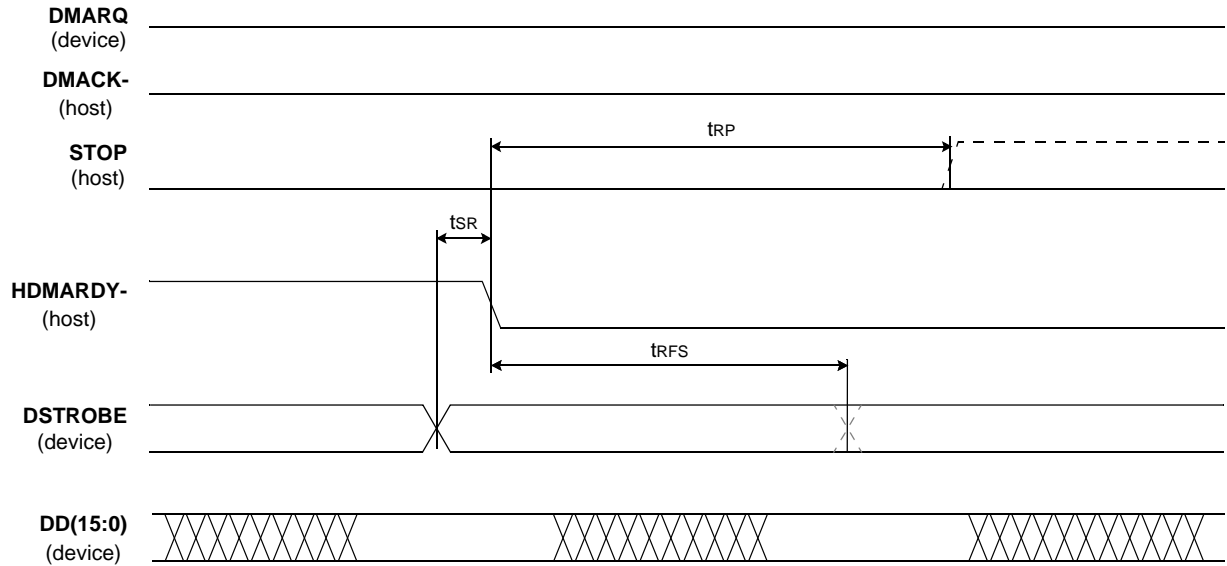 DMARQ
(device)
DMACK-
(host)
tRP
STOP
(host)
tSR
HDMARDY-
(host)
tRFS
DSTROBE
(device)
DD(15:0)
(device)